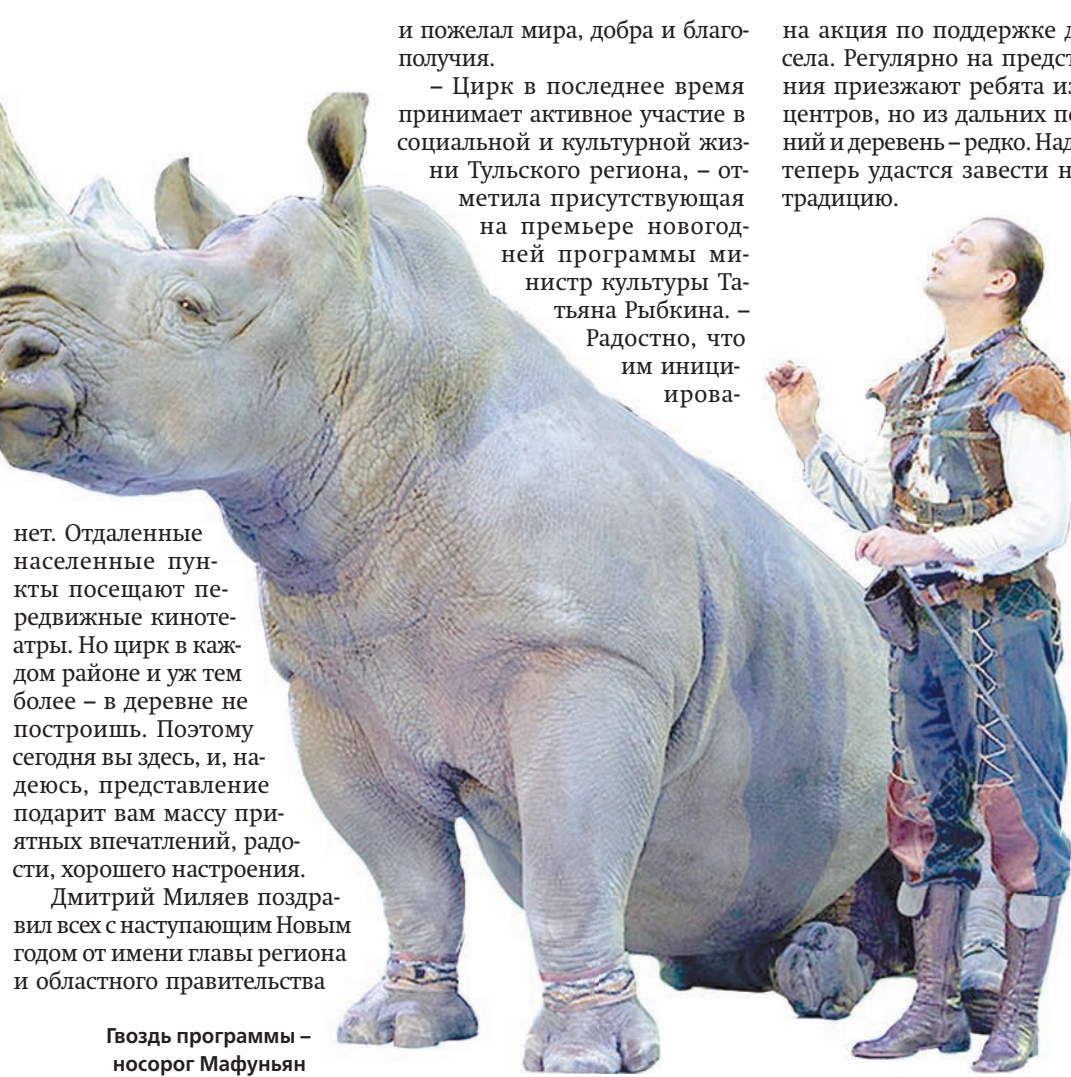 нет. Отдаленные
населенные пун-
кты посещают пе-
редвижные киноте-
атры. Но цирк в каж-
дом районе и уж тем
более – в деревне не
построишь. Поэтому
сегодня вы здесь, и, на-
деюсь, представление
подарит вам массу при-
ятных впечатлений, радо-
сти, хорошего настроения.
Дмитрий Миляев поздра-
вил всех с наступающим Новым
годом от имени главы региона
и областного правительства
и пожелал мира, добра и благо-
получия.
– Цирк в последнее время
принимает активное участие в
социальной и культурной жиз-
ни Тульского региона, – от-
метила присутствующая
на премьере новогод-
ней программы ми-
нистр культуры Та-
тьяна Рыбкина. –
Радостно, что
им иници-
ирова-
на акция по поддержке д
села. Регулярно на предст
ния приезжают ребята из
центров, но из дальних по
ний и деревень – редко. Над
теперь удастся завести н
традицию.
Гвоздь программы –
носорог Мафуньян